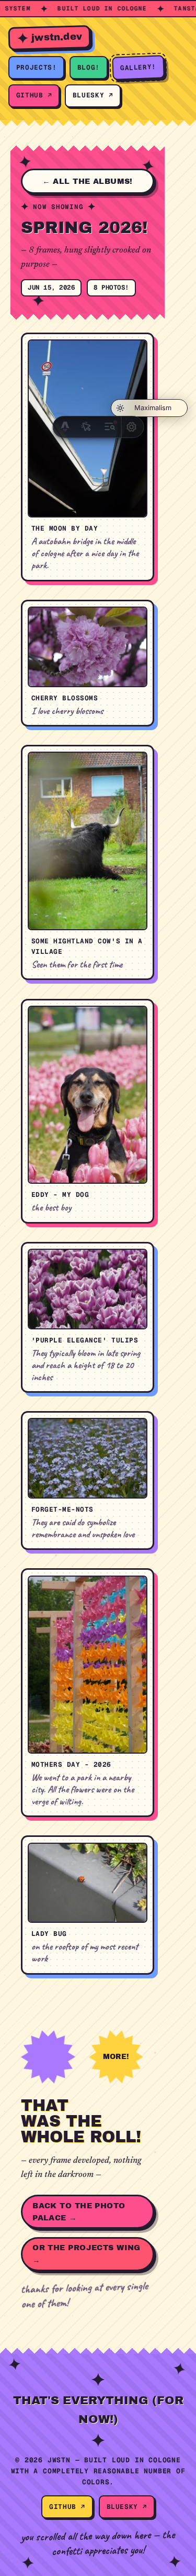 SYSTEM ✦ BUILT LOUD IN COLOGNE ✦ TANST
✦ jwstn.dev
PROJECTS! BLOG! GALLERY!
GITHUB ↗ BLUESKY ↗
← ALL THE ALBUMS!
✦ NOW SHOWING ✦
SPRING 2026!
— 8 frames, hung slightly crooked on
purpose —
JUN 15, 2026 8 PHOTOS!
Maximalism
THE MOON BY DAY
A autobahn bridge in the middle
of cologne after a nice day in the
park.
CHERRY BLOSSOMS
I love cherry blossoms
SOME HIGHTLAND COW'S IN A
VILLAGE
Seen them for the first time
EDDY - MY DOG
the best boy
'PURPLE ELEGANCE' TULIPS
They typically bloom in late spring
and reach a height of 18 to 20
inches
FORGET-ME-NOTS
They are said do symbolize
remembrance and unspoken love
MOTHERS DAY - 2026
We went to a park in a nearby
city. All the flowers were on the
verge of wilting.
LADY BUG
on the rooftop of my most recent
work
MORE!
THAT
WAS THE
WHOLE ROLL!
— every frame developed, nothing
left in the darkroom —
BACK TO THE PHOTO
PALACE →
OR THE PROJECTS WING
→
thanks for looking at every single
one of them!
THAT'S EVERYTHING (FOR
NOW!)
© 2026 JWSTN — BUILT LOUD IN COLOGNE
WITH A COMPLETELY REASONABLE NUMBER OF
COLORS.
GITHUB ↗ BLUESKY ↗
you scrolled all the way down here — the
confetti appreciates you!